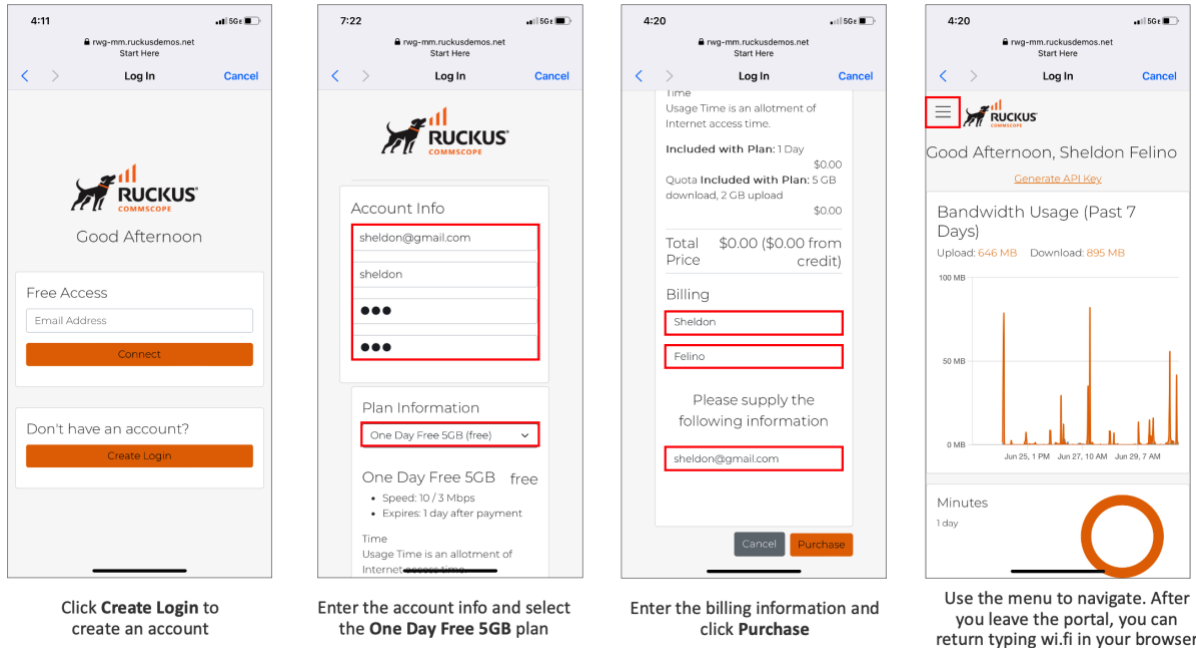 4:11
5G E
rwg-mm.ruckusdemos.net
Start Here
Log In
Cancel
RUCKUS
COMMSCOPE
Good Afternoon
Free Access
Email Address
Connect
Don't have an account?
Create Login
Click Create Login to
create an account
7:22
5G E
rwg-mm.ruckusdemos.net
Start Here
Log In
Cancel
RUCKUS
COMMSCOPE
Account Info
sheldon@gmail.com
sheldon
●●●
●●●
Plan Information
One Day Free 5GB (free)
One Day Free 5GB free
• Speed: 10 / 3 Mbps
• Expires: 1 day after payment
Time
Usage Time is an allotment of
Internet access time.
Enter the account info and select
the One Day Free 5GB plan
4:20
5G E
rwg-mm.ruckusdemos.net
Start Here
Log In
Cancel
Time
Usage Time is an allotment of
Internet access time.
Included with Plan: 1 Day
$0.00
Quota Included with Plan: 5 GB
download, 2 GB upload
$0.00
Total $0.00 ($0.00 from
Price credit)
Billing
Sheldon
Felino
Please supply the
following information
sheldon@gmail.com
Cancel Purchase
Enter the billing information and
click Purchase
4:20
5G E
rwg-mm.ruckusdemos.net
Start Here
Log In
Cancel
RUCKUS
COMMSCOPE
Good Afternoon, Sheldon Felino
Generate API Key
Bandwidth Usage (Past 7
Days)
Upload: 646 MB Download: 895 MB
100 MB
50 MB
0 MB
Jun 25, 1 PM Jun 27, 10 AM Jun 29, 7 AM
Minutes
1 day
Use the menu to navigate. After
you leave the portal, you can
return typing wi.fi in your browser